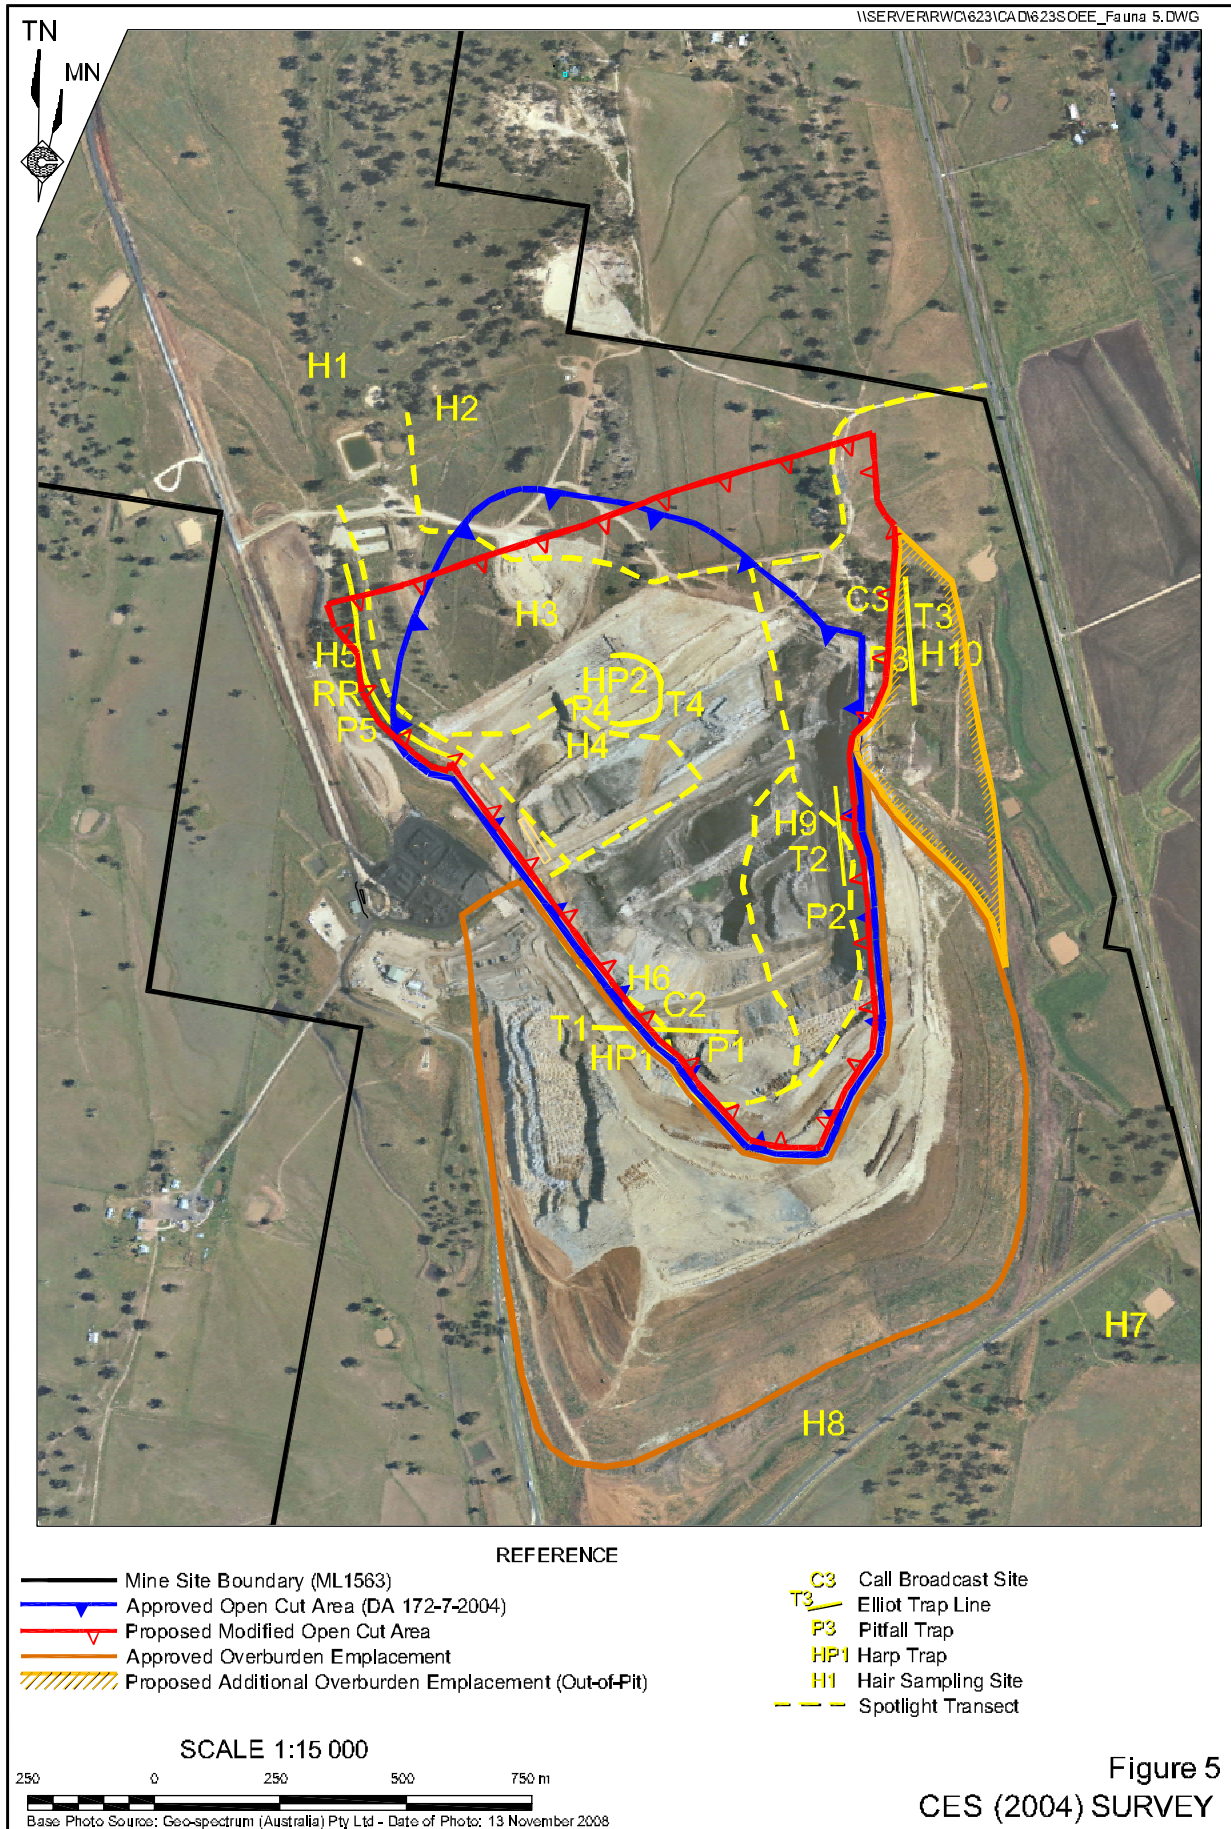 \\SERVER\RWC\623\CAD\623SOEE_Fauna 5.DWG
TN
MN
H1
H2
H3
C3
T3
H10
P3
H5
RR
P5
HP2
P4
T4
H4
H9
T2
P2
H6
C2
T1
HP1
P1
H7
H8
REFERENCE
Mine Site Boundary (ML1563)
Approved Open Cut Area (DA 172-7-2004)
Proposed Modified Open Cut Area
Approved Overburden Emplacement
Proposed Additional Overburden Emplacement (Out-of-Pit)
C3 Call Broadcast Site
T3 Elliot Trap Line
P3 Pitfall Trap
HP1 Harp Trap
H1 Hair Sampling Site
Spotlight Transect
SCALE 1:15 000
250 0 250 500 750 m
Base Photo Source: Geo-spectrum (Australia) Pty Ltd - Date of Photo: 13 November 2008
Figure 5
CES (2004) SURVEY